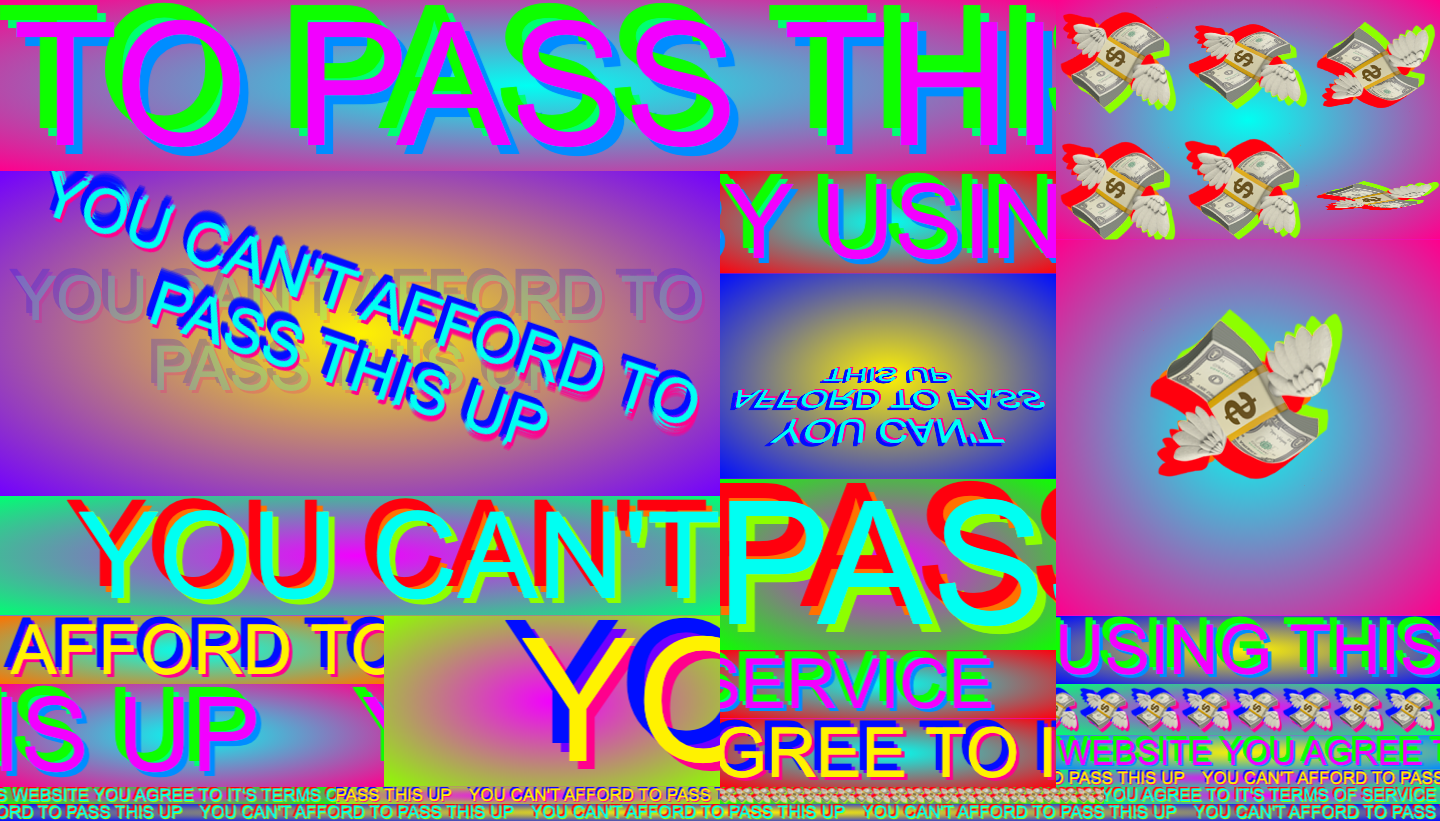 TO PASS THI
YOU CAN'T AFFORD TO
PASS THIS UP
YOU CAN'T AFFORD TO
PASS THIS UP
Y USIN
THIS UP
AFFORD TO PASS
YOU CAN'T
YOU CAN'T
PASS
AFFORD TO
YO
IS UP Y
SERVICE
GREE TO I
USING THIS
WEBSITE YOU AGREE T
O PASS THIS UP YOU CAN'T AFFORD TO PASS
YOU AGREE TO IT'S TERMS OF SERVICE
S WEBSITE YOU AGREE TO IT'S TERMS O
PASS THIS UP YOU CAN'T AFFORD TO PASS T
ORD TO PASS THIS UP YOU CAN'T AFFORD TO PASS THIS UP YOU CAN'T AFFORD TO PASS THIS UP YOU CAN'T AFFORD TO PASS THIS UP YOU CAN'T AFFORD TO PASS